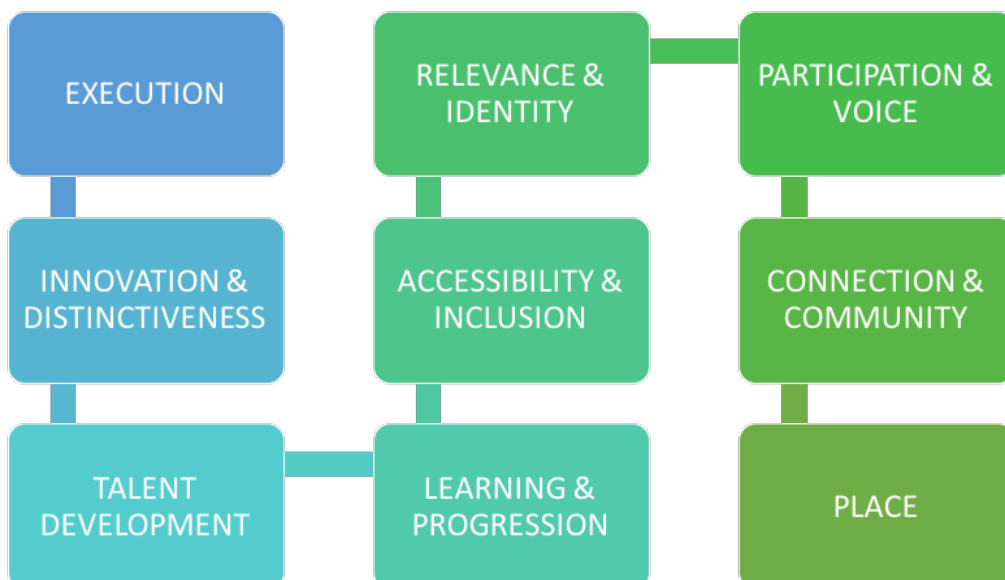 EXECUTION
INNOVATION &
DISTINCTIVENESS
TALENT
DEVELOPMENT
LEARNING &
PROGRESSION
ACCESSIBILITY &
INCLUSION
RELEVANCE &
IDENTITY
PARTICIPATION &
VOICE
CONNECTION &
COMMUNITY
PLACE